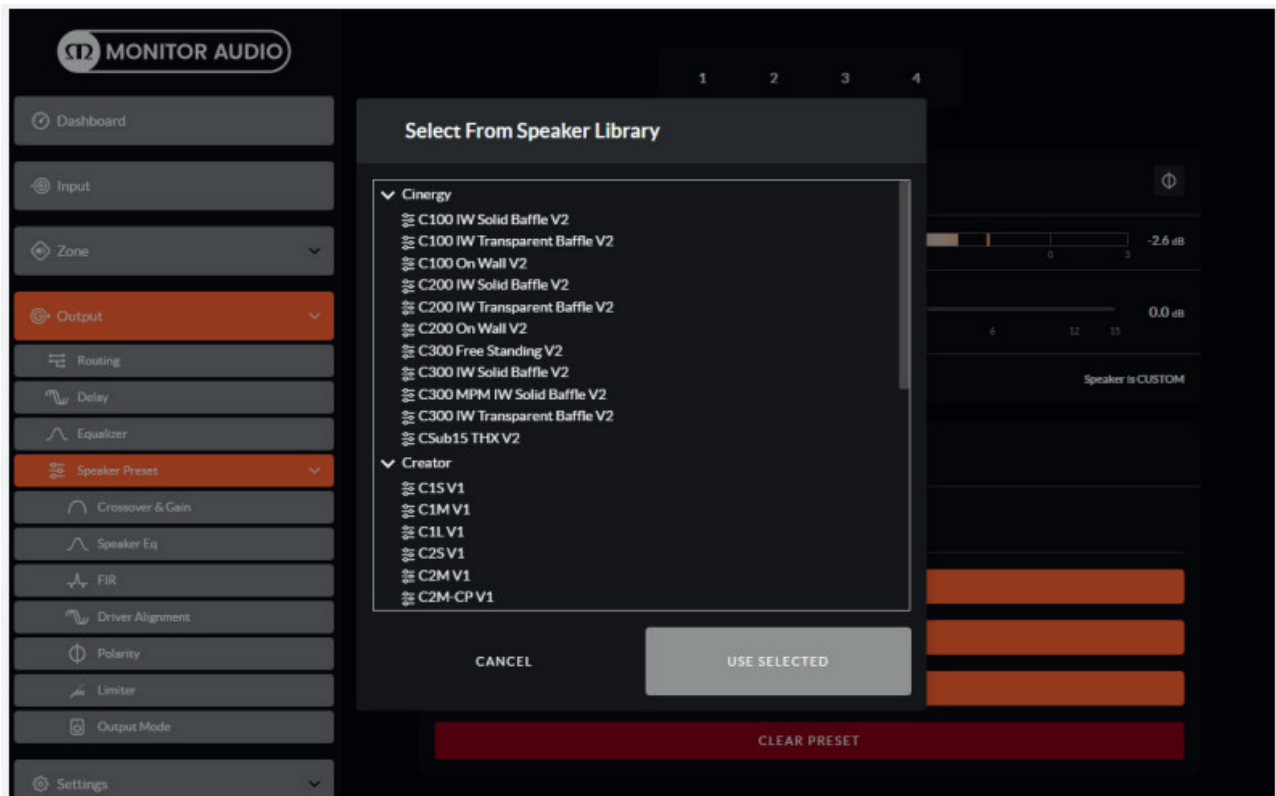 MONITOR AUDIO
Dashboard
Input
Zone
Output
Routing
Delay
Equalizer
Speaker Preset
Crossover & Gain
Speaker Eq
FIR
Driver Alignment
Polarity
Limiter
Output Mode
Settings
1 2 3 4
Select From Speaker Library
Cinergy
C100 IW Solid Baffle V2
C100 IW Transparent Baffle V2
C100 On Wall V2
C200 IW Solid Baffle V2
C200 IW Transparent Baffle V2
C200 On Wall V2
C300 Free Standing V2
C300 IW Solid Baffle V2
C300 MPM IW Solid Baffle V2
C300 IW Transparent Baffle V2
CSub15 THX V2
Creator
C1S V1
C1M V1
C1L V1
C2S V1
C2M V1
C2M-CP V1
CANCEL
USE SELECTED
-2.6 dB
0 3
0.0 dB
6 12 15
Speaker is CUSTOM
CLEAR PRESET